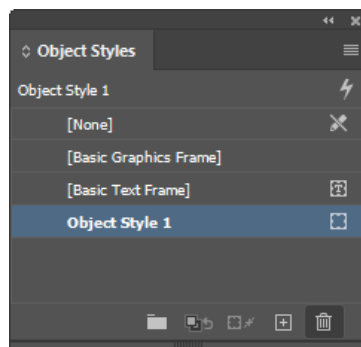 Object Styles
Object Style 1
[None]
[Basic Graphics Frame]
[Basic Text Frame]
Object Style 1